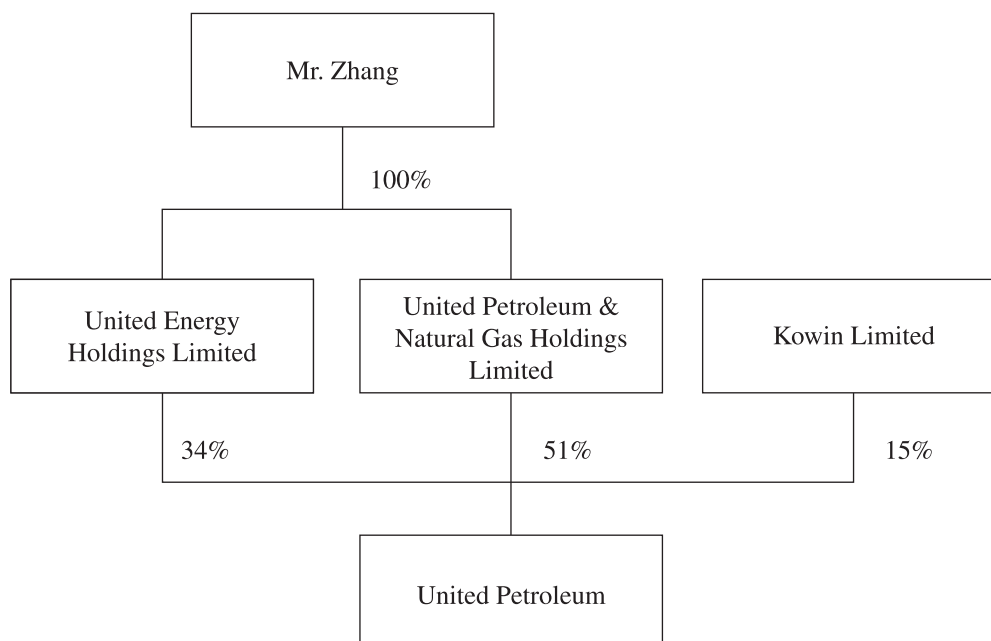 Mr. Zhang
100%
United Energy
Holdings Limited
United Petroleum &
Natural Gas Holdings
Limited
Kowin Limited
34%
51%
15%
United Petroleum